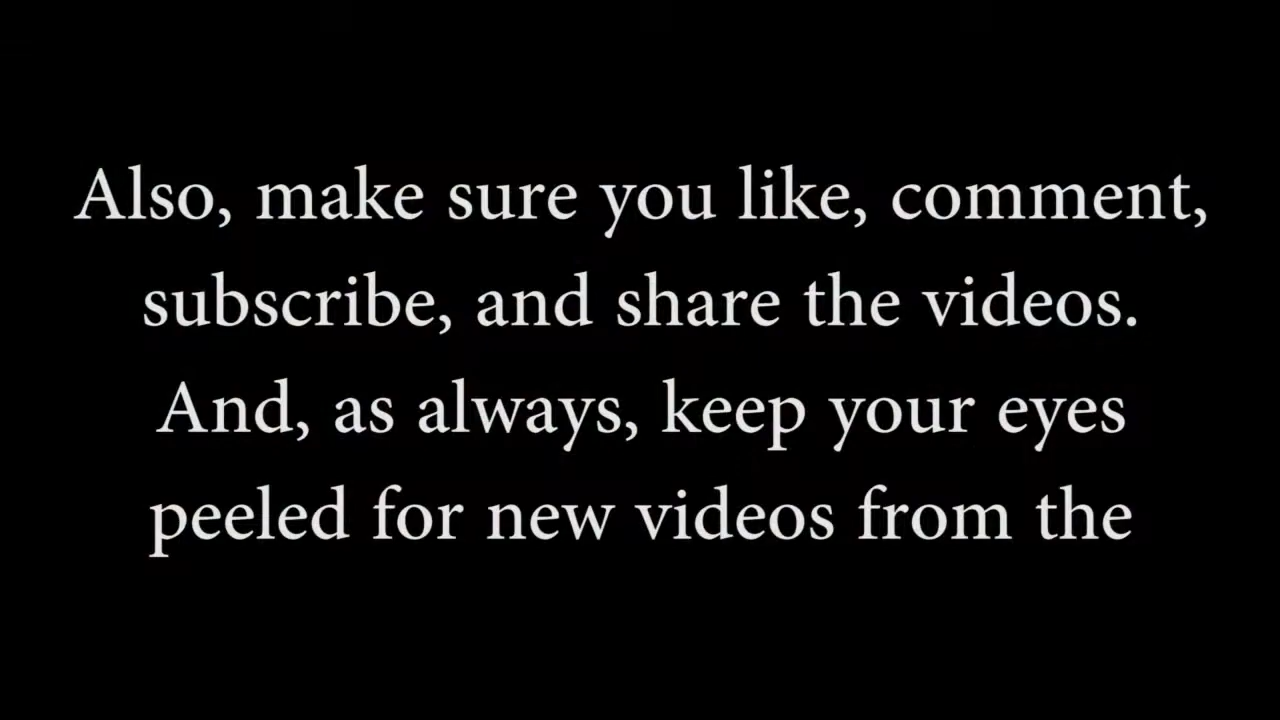 Also, make sure you like, comment,
subscribe, and share the videos.
And, as always, keep your eyes
peeled for new videos from the